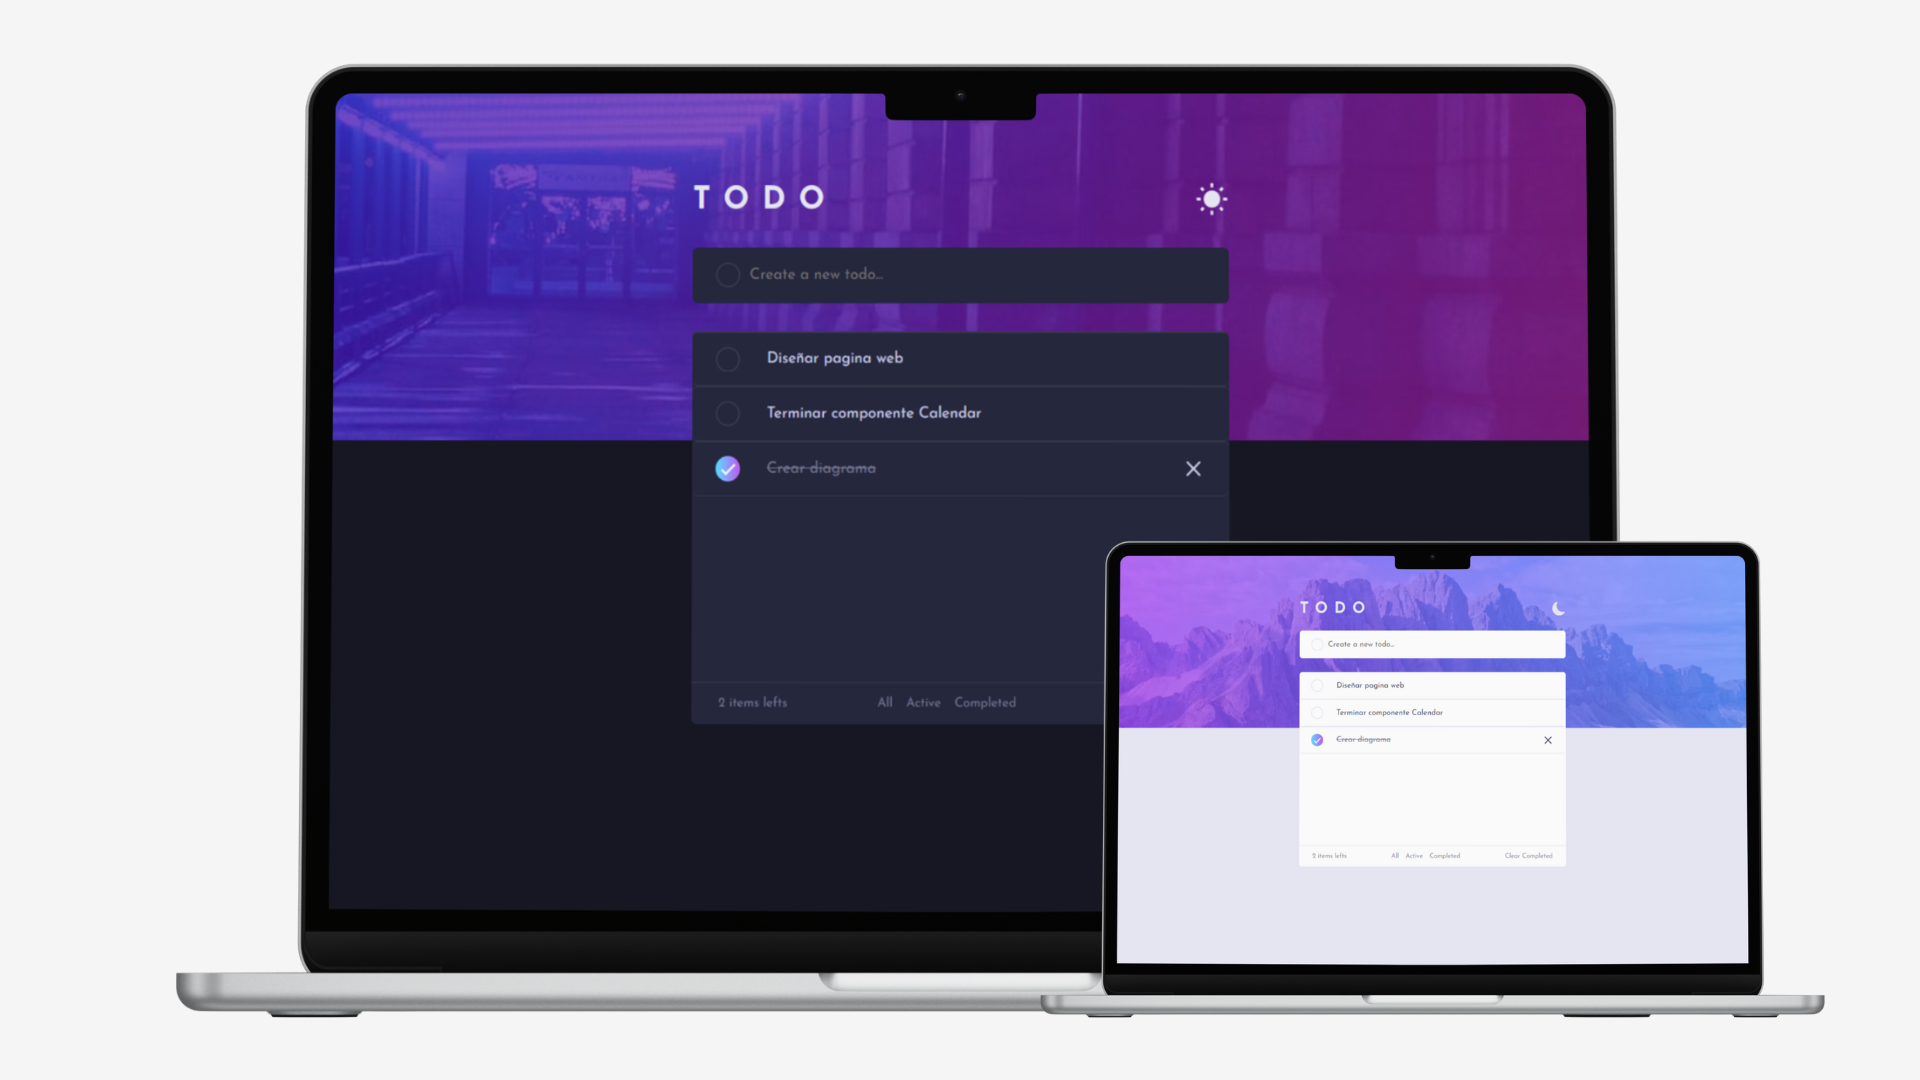 TODO
Create a new todo...
Diseñar pagina web
Terminar componente Calendar
Crear diagrama
2 items lefts
All Active Completed
TODO
Create a new todo...
Diseñar pagina web
Terminar componente Calendar
Crear diagrama
2 items lefts
All Active Completed
Clear Completed